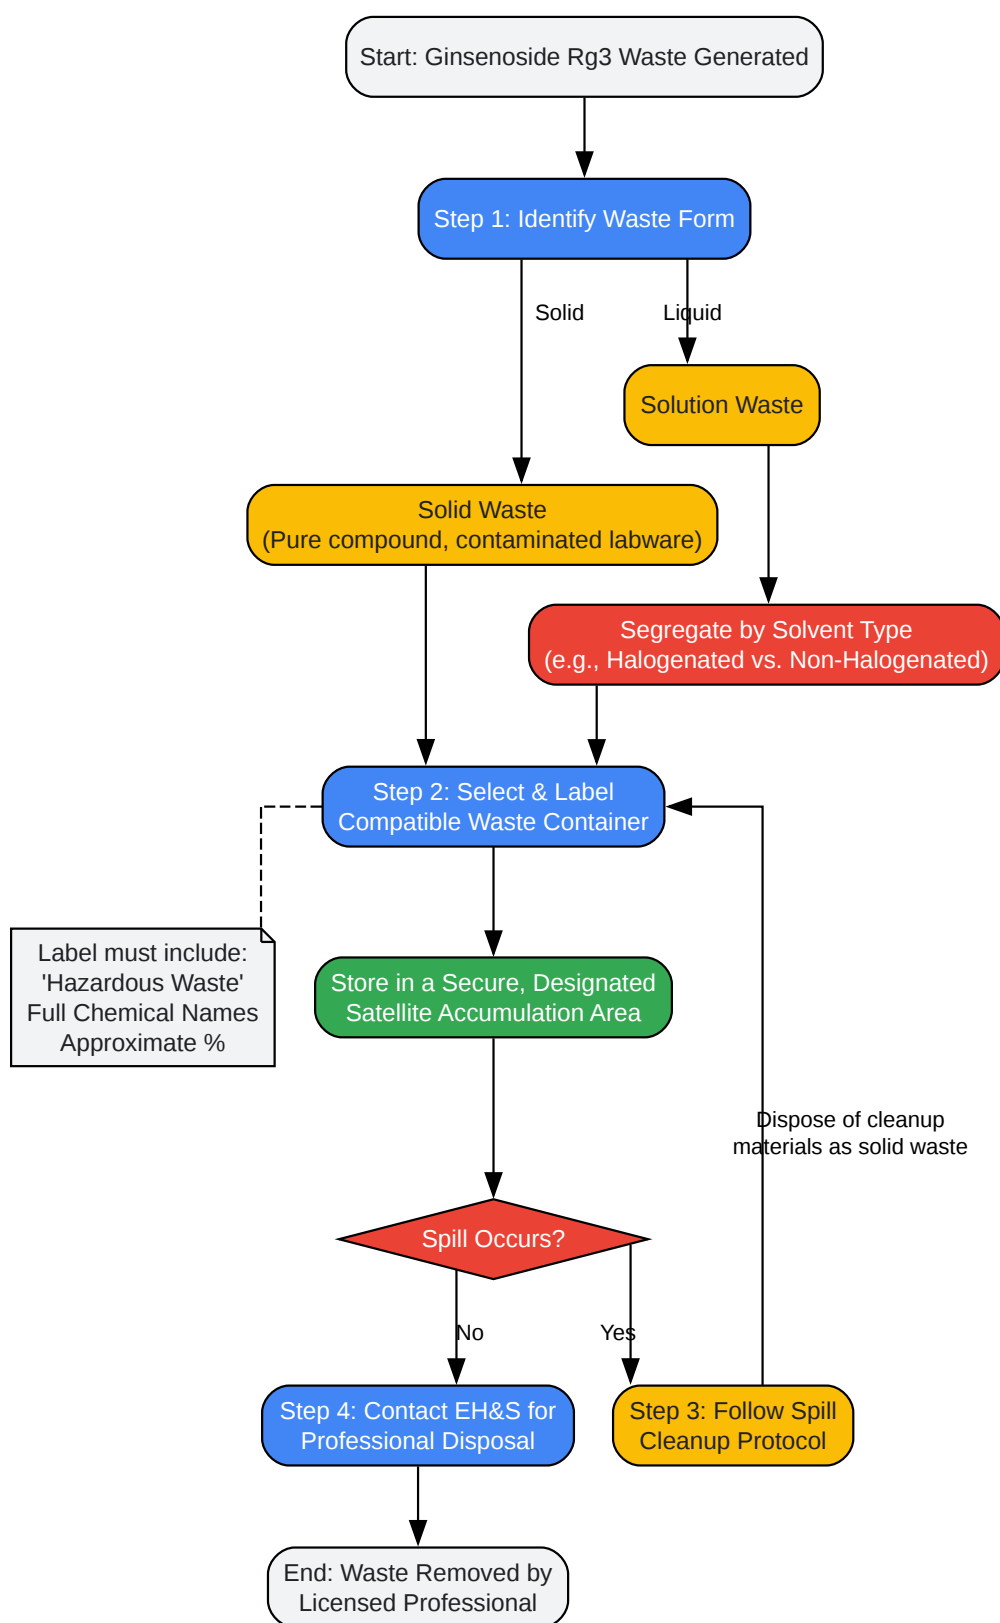 Start: Ginsenoside Rg3 Waste Generated
Step 1: Identify Waste Form
Solid
Liquid
Solution Waste
Solid Waste
(Pure compound, contaminated labware)
Segregate by Solvent Type
(e.g., Halogenated vs. Non-Halogenated)
Step 2: Select & Label
Compatible Waste Container
Label must include:
'Hazardous Waste'
Full Chemical Names
Approximate %
Store in a Secure, Designated
Satellite Accumulation Area
Dispose of cleanup
materials as solid waste
Spill Occurs?
No
Yes
Step 4: Contact EH&S for
Professional Disposal
Step 3: Follow Spill
Cleanup Protocol
End: Waste Removed by
Licensed Professional